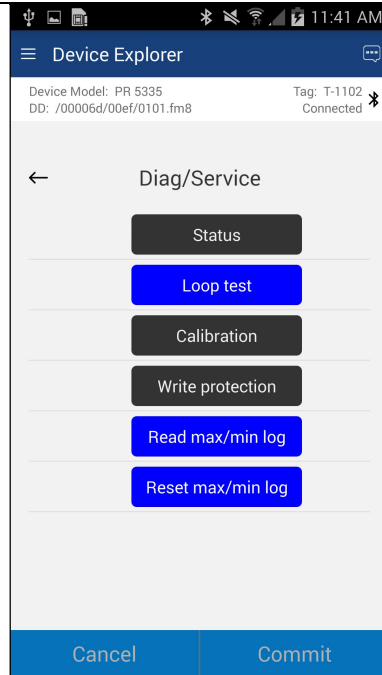 11:41 AM
Device Explorer
Device Model: PR 5335
Tag: T-1102
DD: /00006d/00ef/0101.fm8
Connected
Diag/Service
Status
Loop test
Calibration
Write protection
Read max/min log
Reset max/min log
Cancel
Commit